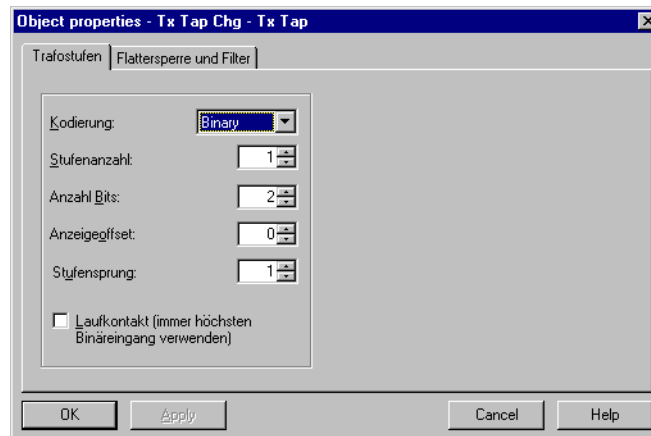 Object properties - Tx Tap Chg - Tx Tap
Trafostufen
Flattersperre und Filter
Kodierung:
Binary
Stufenanzahl:
1
Anzahl Bits:
2
Anzeigeoffset:
0
Stufensprung:
1
Laufkontakt (immer höchsten
Binäreingang verwenden)
OK
Apply
Cancel
Help